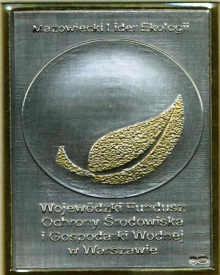 Mazowiecki Lider Ekologii
Wojewódzki Fundusz
Ochrony Środowiska
i Gospodarki Wodnej
w Warszawie